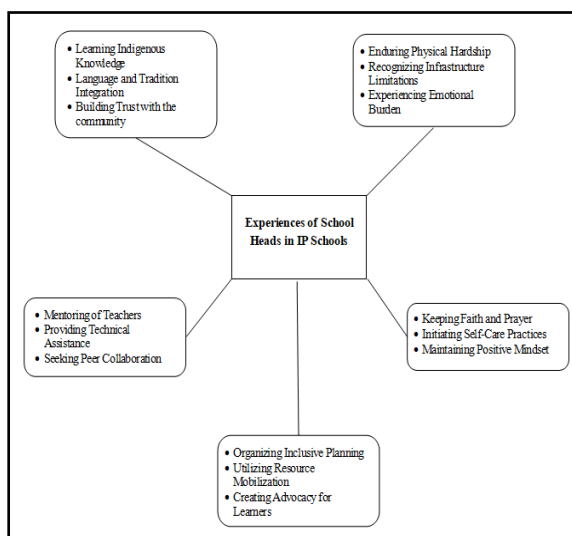 • Learning Indigenous
Knowledge
• Language and Tradition
Integration
• Building Trust with the
community
• Enduring Physical Hardship
• Recognizing Infrastructure
Limitations
• Experiencing Emotional
Burden
Experiences of School
Heads in IP Schools
• Mentoring of Teachers
• Providing Technical
Assistance
• Seeking Peer Collaboration
• Keeping Faith and Prayer
• Initiating Self-Care Practices
• Maintaining Positive Mindset
• Organizing Inclusive Planning
• Utilizing Resource
Mobilization
• Creating Advocacy for
Learners